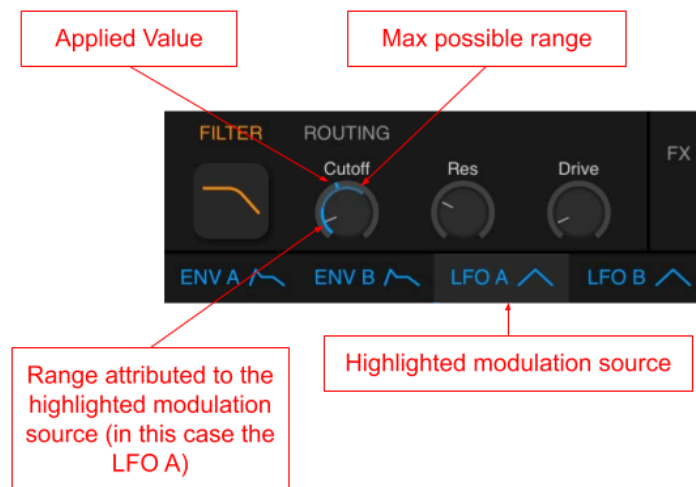 Applied Value
Max possible range
FILTER
ROUTING
FX
Cutoff
Res
Drive
ENV A
ENV B
LFO A
LFO B
Range attributed to the
highlighted modulation
source (in this case the
LFO A)
Highlighted modulation source